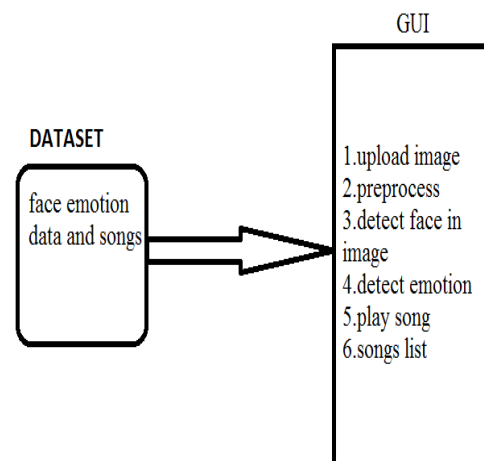 GUI
DATASET
face emotion
data and songs
1.upload image
2.preprocess
3.detect face in
image
4.detect emotion
5.play song
6.songs list